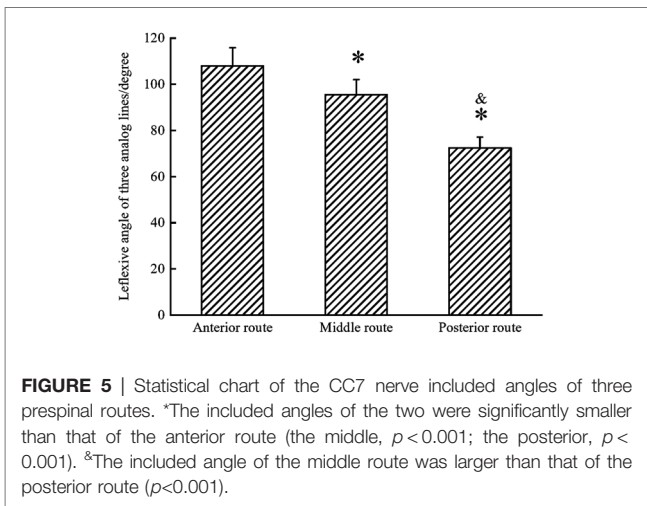 Leflexive angle of three analog lines/degree
120
100
80
60
40
20
0
*
&
*
Anterior route Middle route Posterior route
FIGURE 5 | Statistical chart of the CC7 nerve included angles of three
prespinal routes. *The included angles of the two were significantly smaller
than that of the anterior route (the middle, p < 0.001; the posterior, p <
0.001). &The included angle of the middle route was larger than that of the
posterior route (p<0.001).